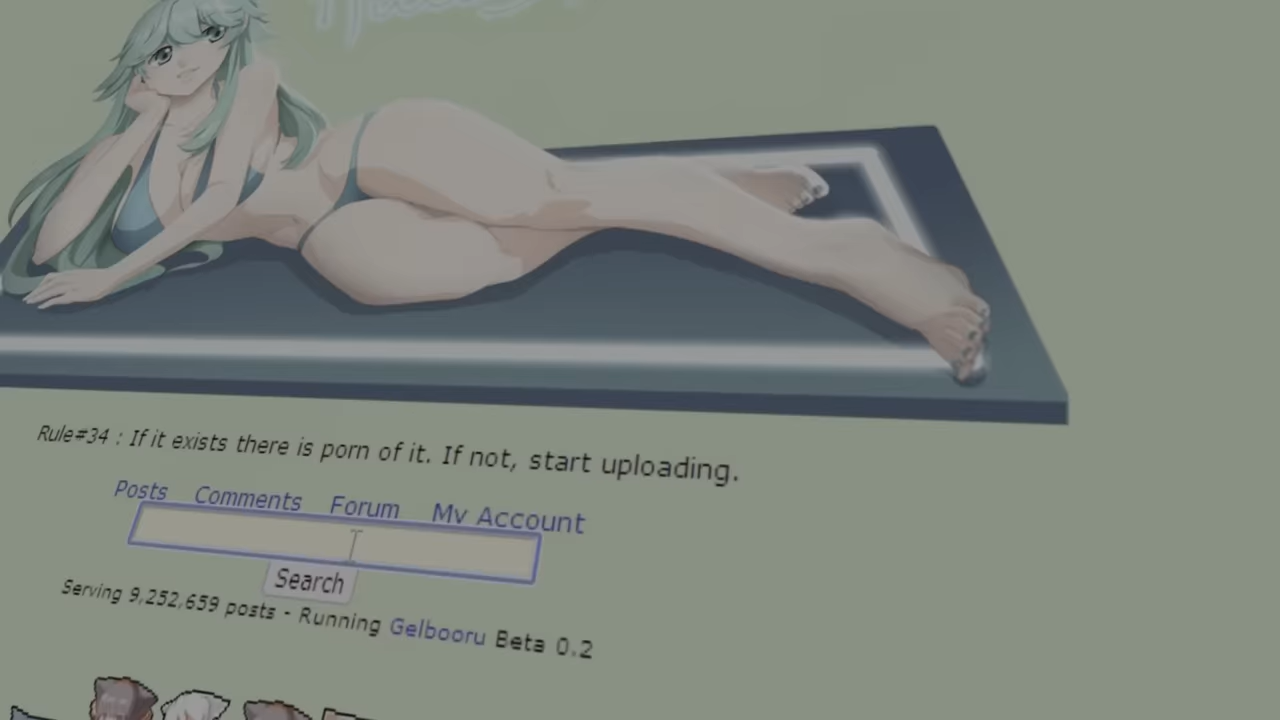 Rule#34 : If it exists there is porn of it. If not, start uploading.
Posts Comments Forum My Account
Search
Serving 9,252,659 posts - Running Gelbooru Beta 0.2